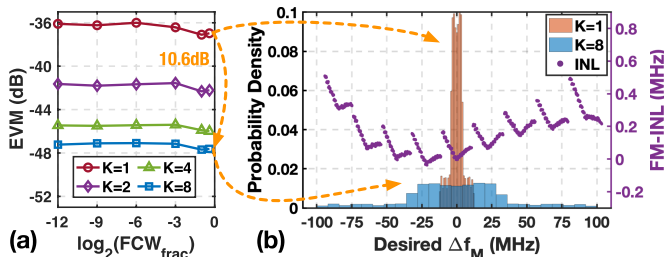 -36
-40
-44
-48
-52
EVM (dB)
10.6dB
K=1
K=4
K=2
K=8
-12
-9
-6
-3
0
log₂(FCW_frac)
(a)
0.1
0.08
0.06
0.04
0.02
0
Probability Density
K=1
K=8
INL
0.8
0.6
0.4
0.2
0
-0.2
FM-INL (MHz)
-100
-75
-50
-25
0
25
50
75
100
Desired Δf_M (MHz)
(b)